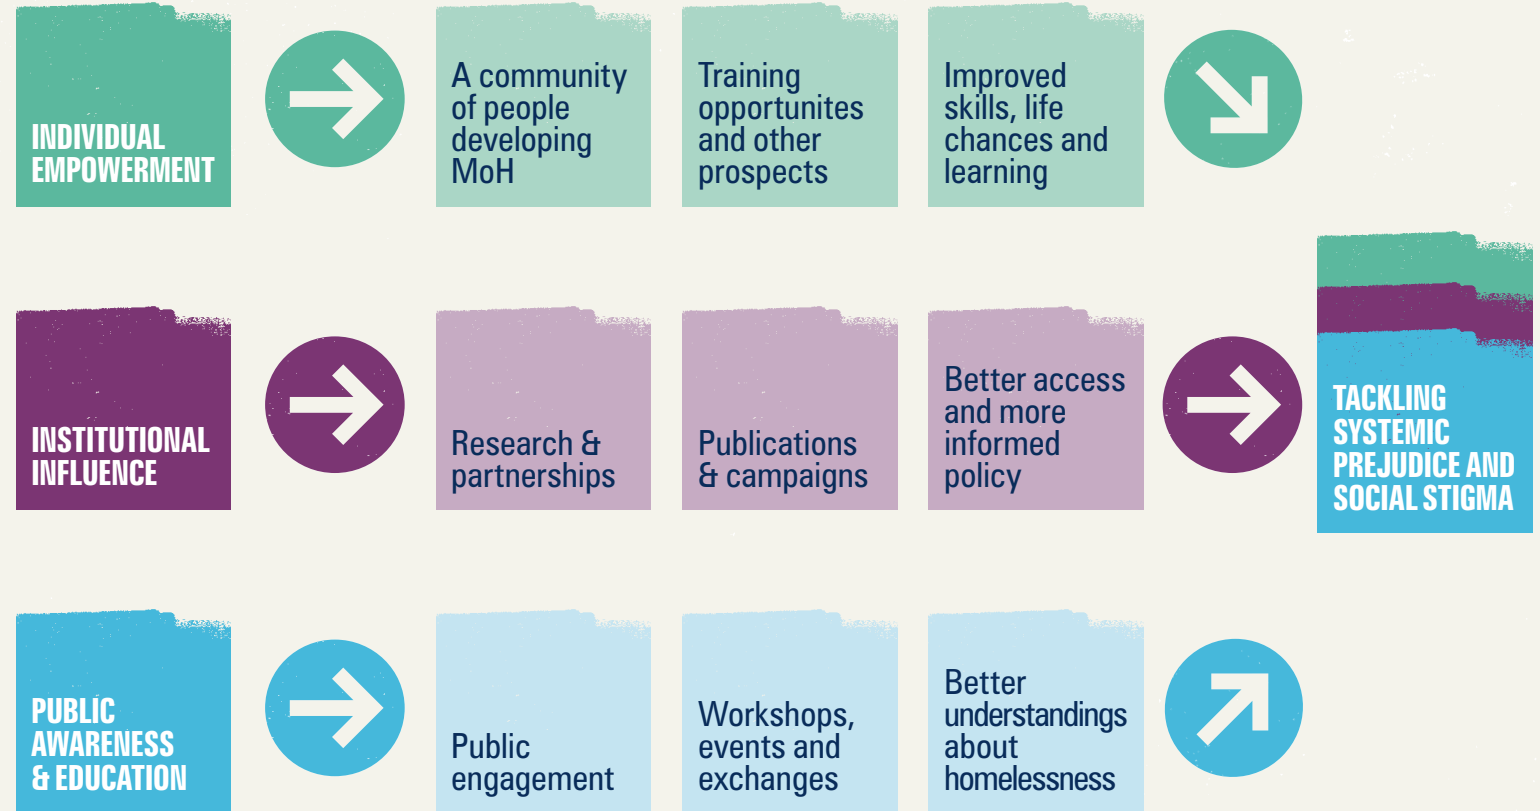 INDIVIDUAL
EMPOWERMENT
A community
of people
developing
MoH
Training
opportunites
and other
prospects
Improved
skills, life
chances and
learning
INSTITUTIONAL
INFLUENCE
Research &
partnerships
Publications
& campaigns
Better access
and more
informed
policy
TACKLING
SYSTEMIC
PREJUDICE AND
SOCIAL STIGMA
PUBLIC
AWARENESS
& EDUCATION
Public
engagement
Workshops,
events and
exchanges
Better
understandings
about
homelessness